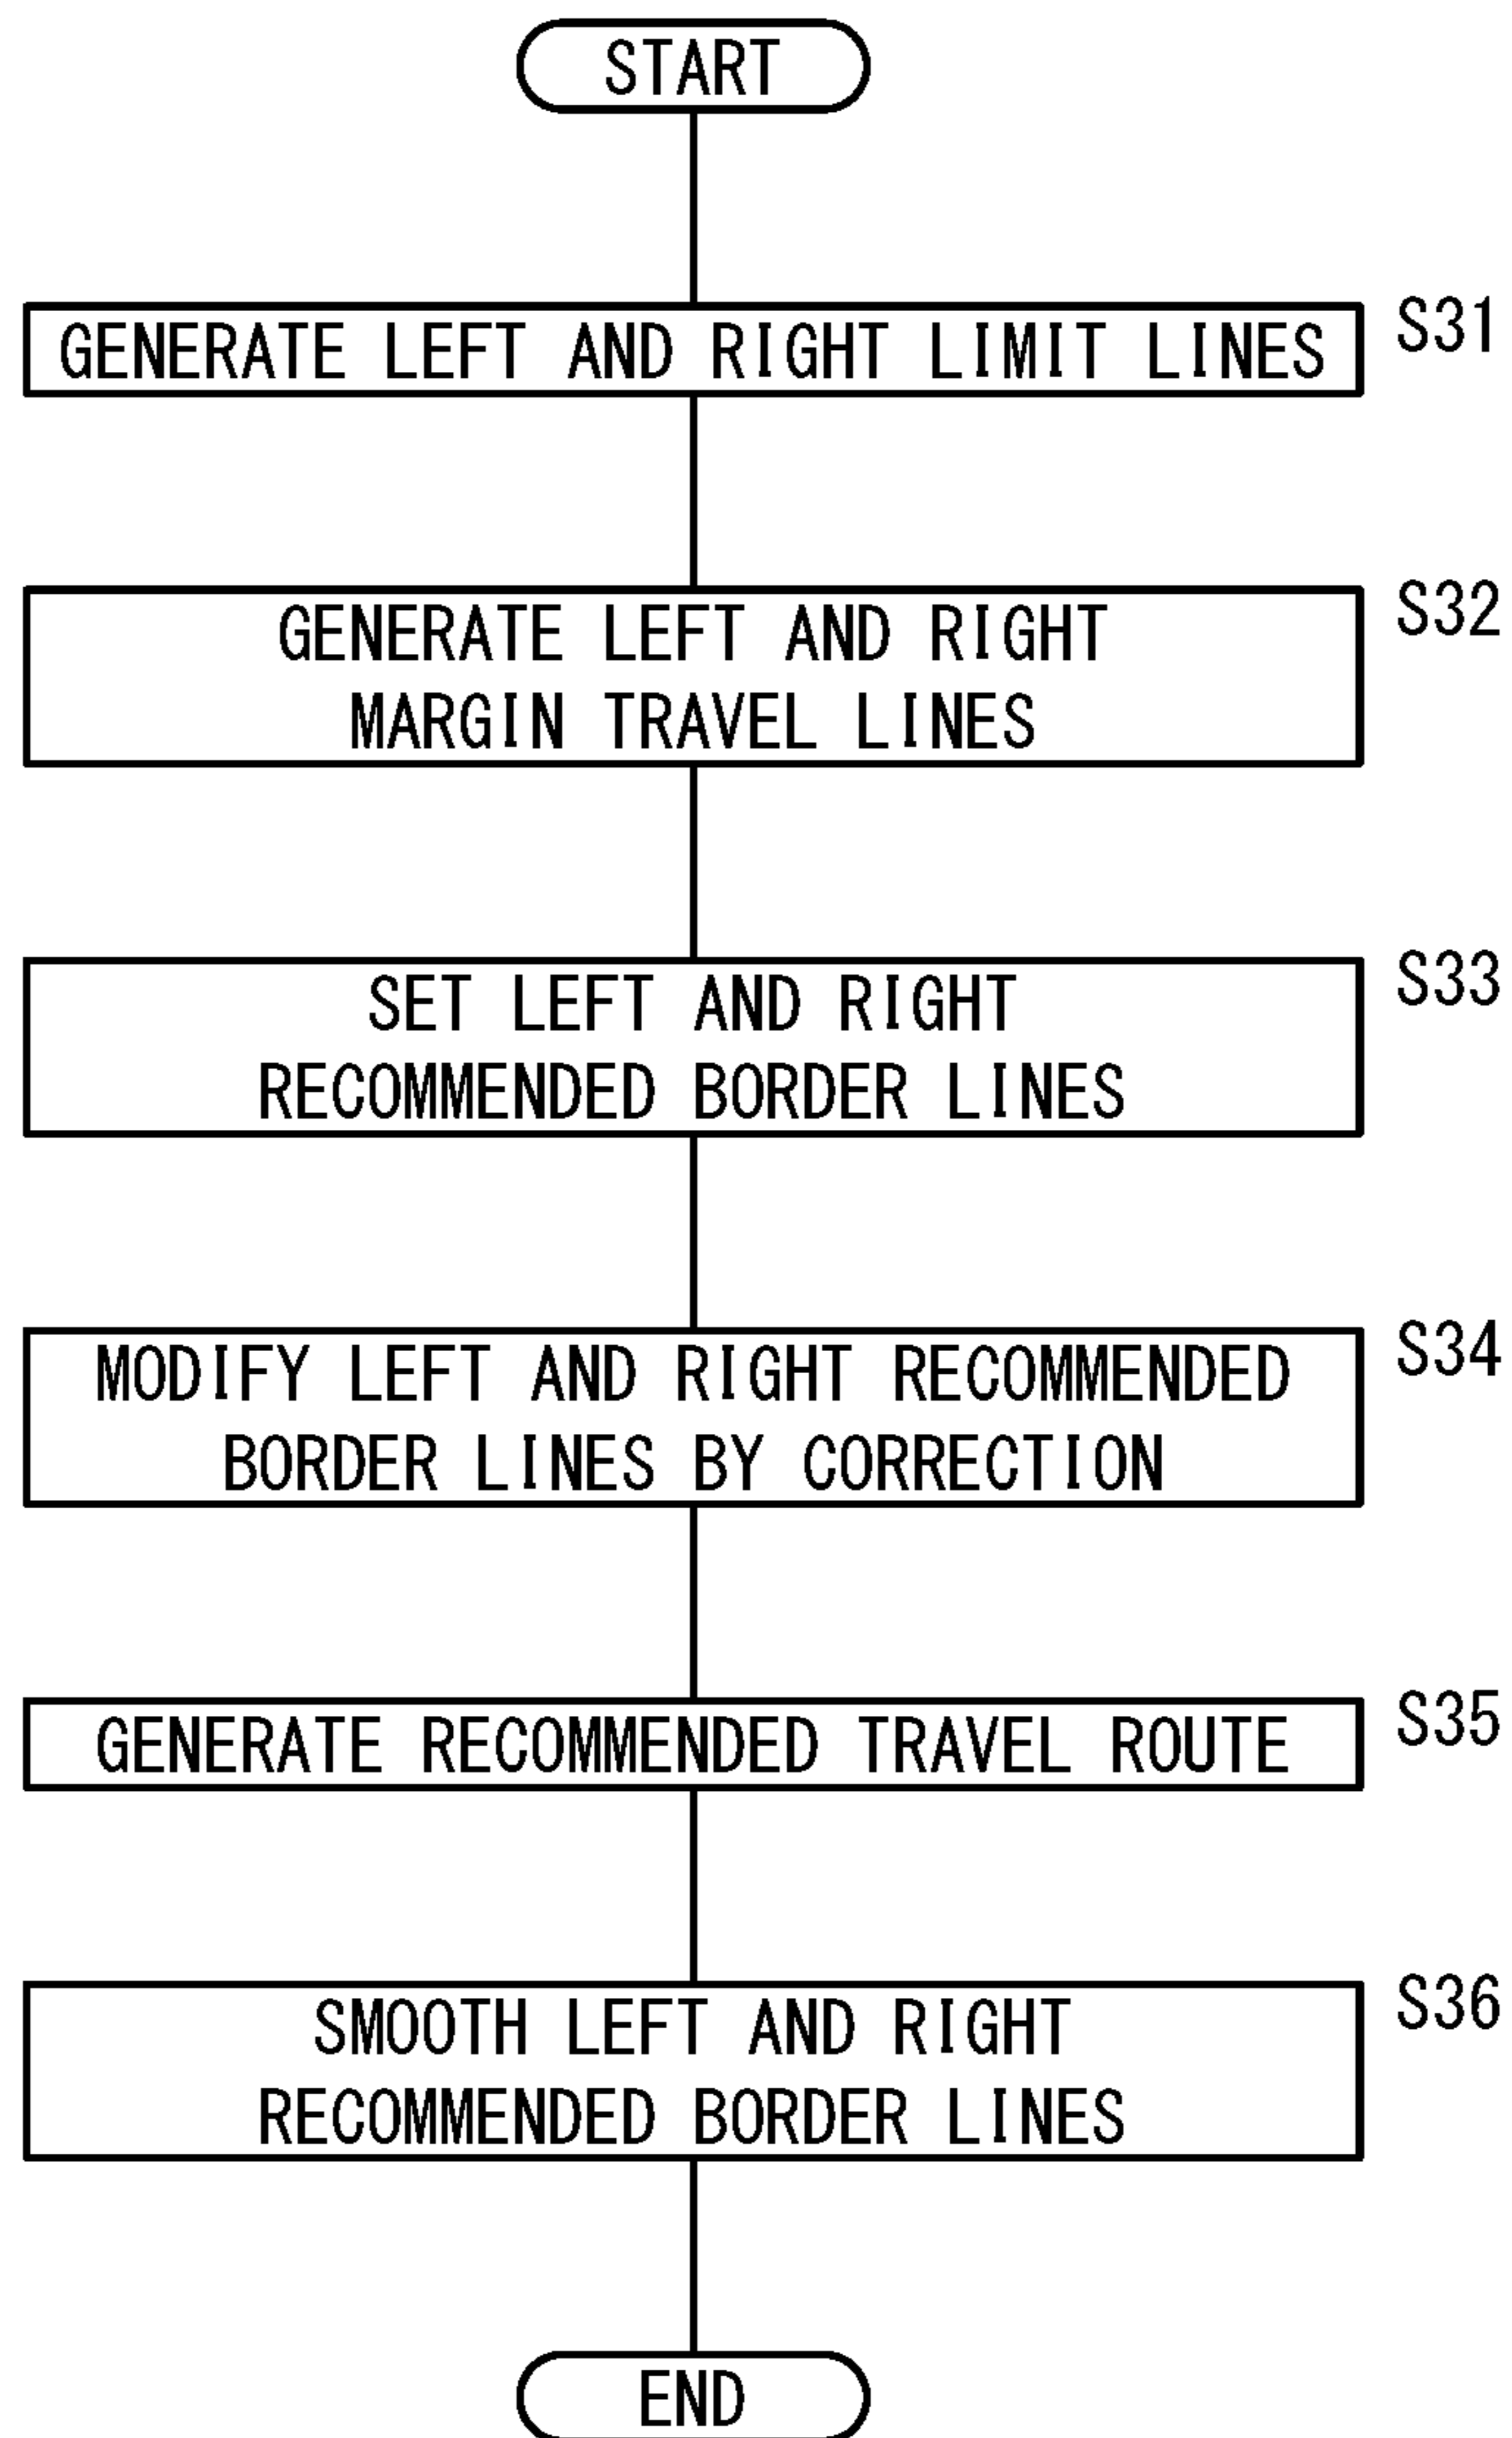 START
S31
GENERATE LEFT AND RIGHT LIMIT LINES
S32
GENERATE LEFT AND RIGHT
MARGIN TRAVEL LINES
S33
SET LEFT AND RIGHT
RECOMMENDED BORDER LINES
S34
MODIFY LEFT AND RIGHT RECOMMENDED
BORDER LINES BY CORRECTION
S35
GENERATE RECOMMENDED TRAVEL ROUTE
S36
SMOOTH LEFT AND RIGHT
RECOMMENDED BORDER LINES
END